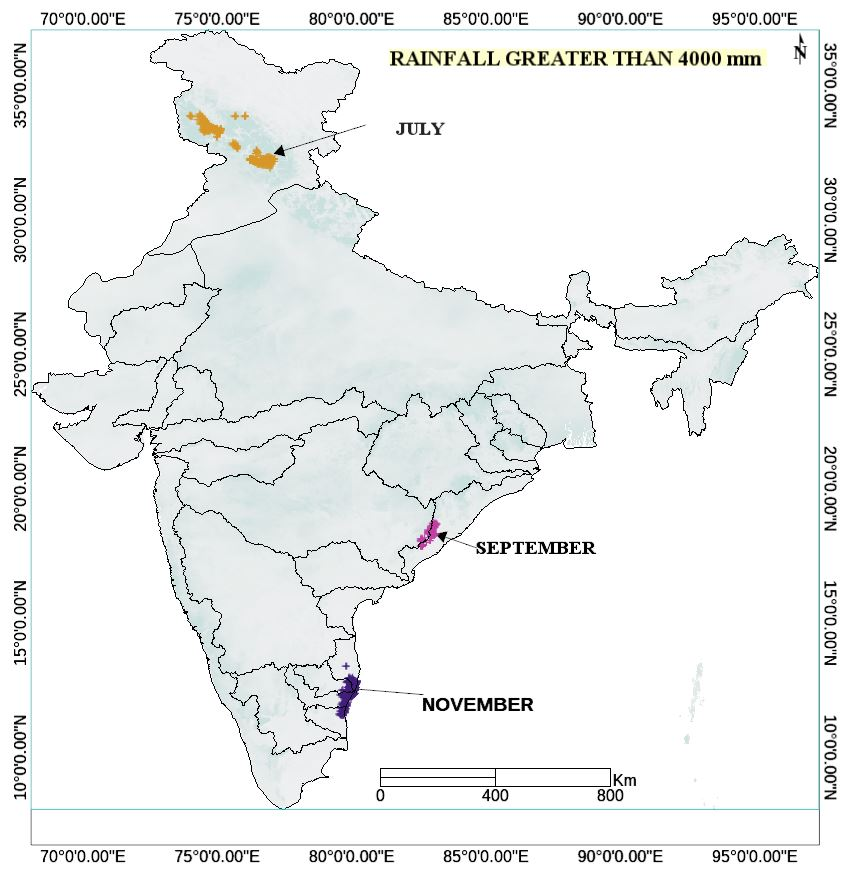 70°0'0.00"E 75°0'0.00"E 80°0'0.00"E 85°0'0.00"E 90°0'0.00"E 95°0'0.00"E
RAINFALL GREATER THAN 4000 mm
N
JULY
SEPTEMBER
NOVEMBER
Km
0 400 800
35°0'0.00"N
30°0'0.00"N
25°0'0.00"N
20°0'0.00"N
15°0'0.00"N
10°0'0.00"N
35°0'0.00"N
30°0'0.00"N
25°0'0.00"N
20°0'0.00"N
15°0'0.00"N
10°0'0.00"N
70°0'0.00"E 75°0'0.00"E 80°0'0.00"E 85°0'0.00"E 90°0'0.00"E 95°0'0.00"E